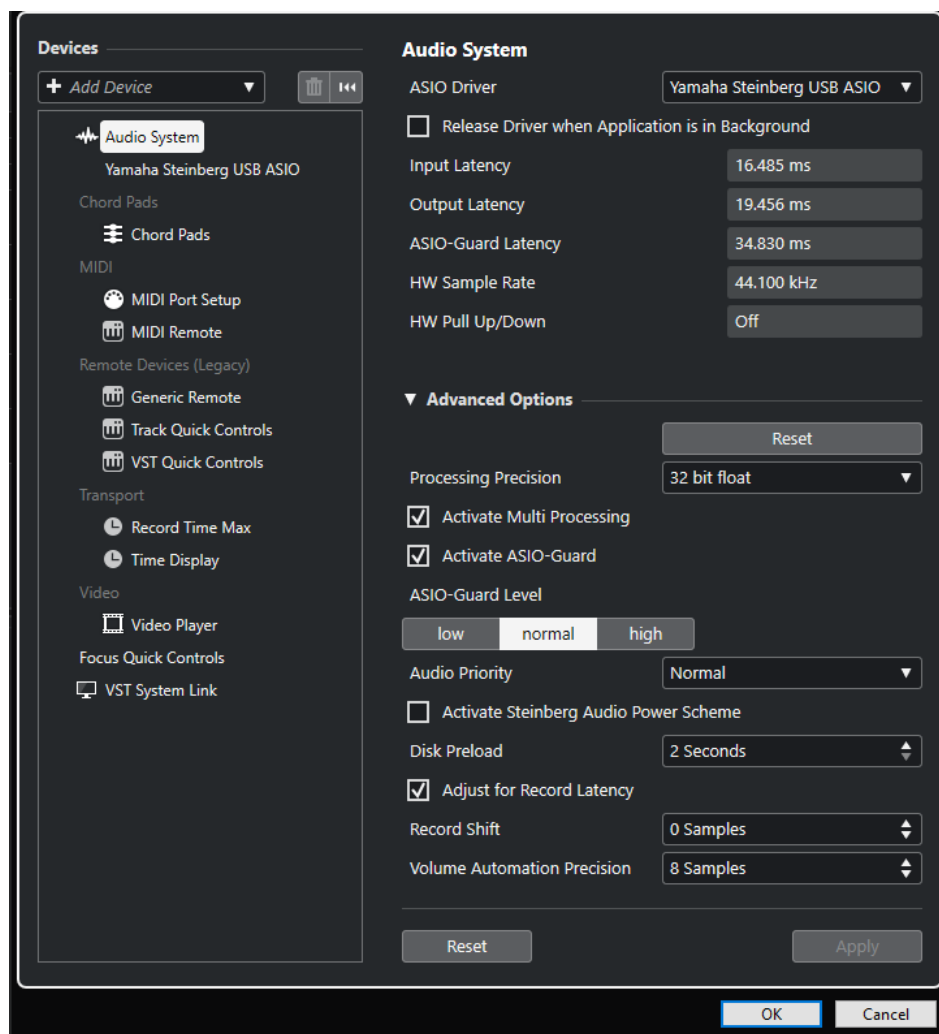 Devices
Add Device
Audio System
Yamaha Steinberg USB ASIO
Chord Pads
Chord Pads
MIDI
MIDI Port Setup
MIDI Remote
Remote Devices (Legacy)
Generic Remote
Track Quick Controls
VST Quick Controls
Transport
Record Time Max
Time Display
Video
Video Player
Focus Quick Controls
VST System Link
Audio System
ASIO Driver Yamaha Steinberg USB ASIO
Release Driver when Application is in Background
Input Latency 16.485 ms
Output Latency 19.456 ms
ASIO-Guard Latency 34.830 ms
HW Sample Rate 44.100 kHz
HW Pull Up/Down Off
Advanced Options
Reset
Processing Precision 32 bit float
Activate Multi Processing
Activate ASIO-Guard
ASIO-Guard Level
low normal high
Audio Priority Normal
Activate Steinberg Audio Power Scheme
Disk Preload 2 Seconds
Adjust for Record Latency
Record Shift 0 Samples
Volume Automation Precision 8 Samples
Reset Apply
OK Cancel